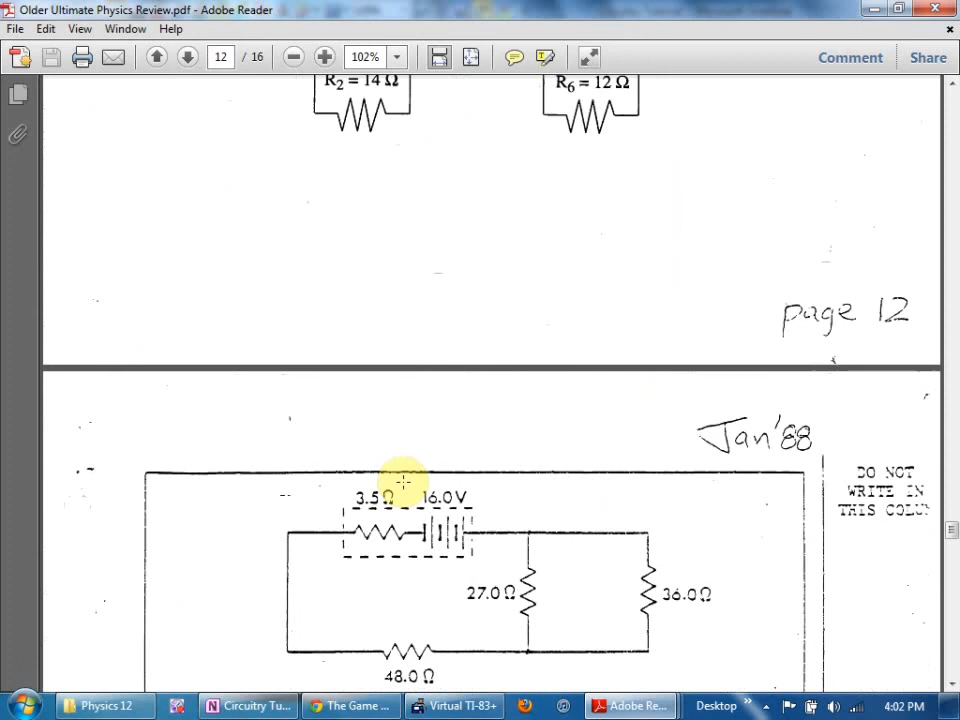 Older Ultimate Physics Review.pdf - Adobe Reader
File Edit View Window Help
12 / 16 102% Comment Share
R2 = 14 Ω R6 = 12 Ω
page 12
Jan '88
DO NOT
WRITE IN
THIS COLUM
3.5 Ω 16.0 V
27.0 Ω 36.0 Ω
48.0 Ω
Physics 12 Circuitry Tu... The Game ... Virtual TI-83+ Adobe Re... Desktop 4:02 PM